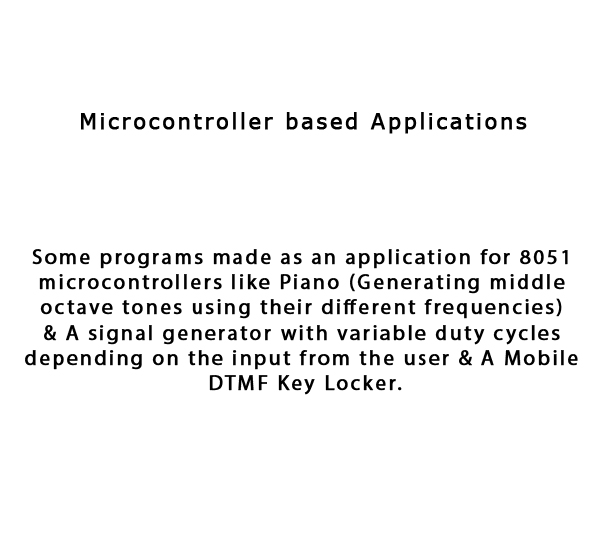 Microcontroller based Applications
Some programs made as an application for 8051
microcontrollers like Piano (Generating middle
octave tones using their different frequencies)
& A signal generator with variable duty cycles
depending on the input from the user & A Mobile
DTMF Key Locker.